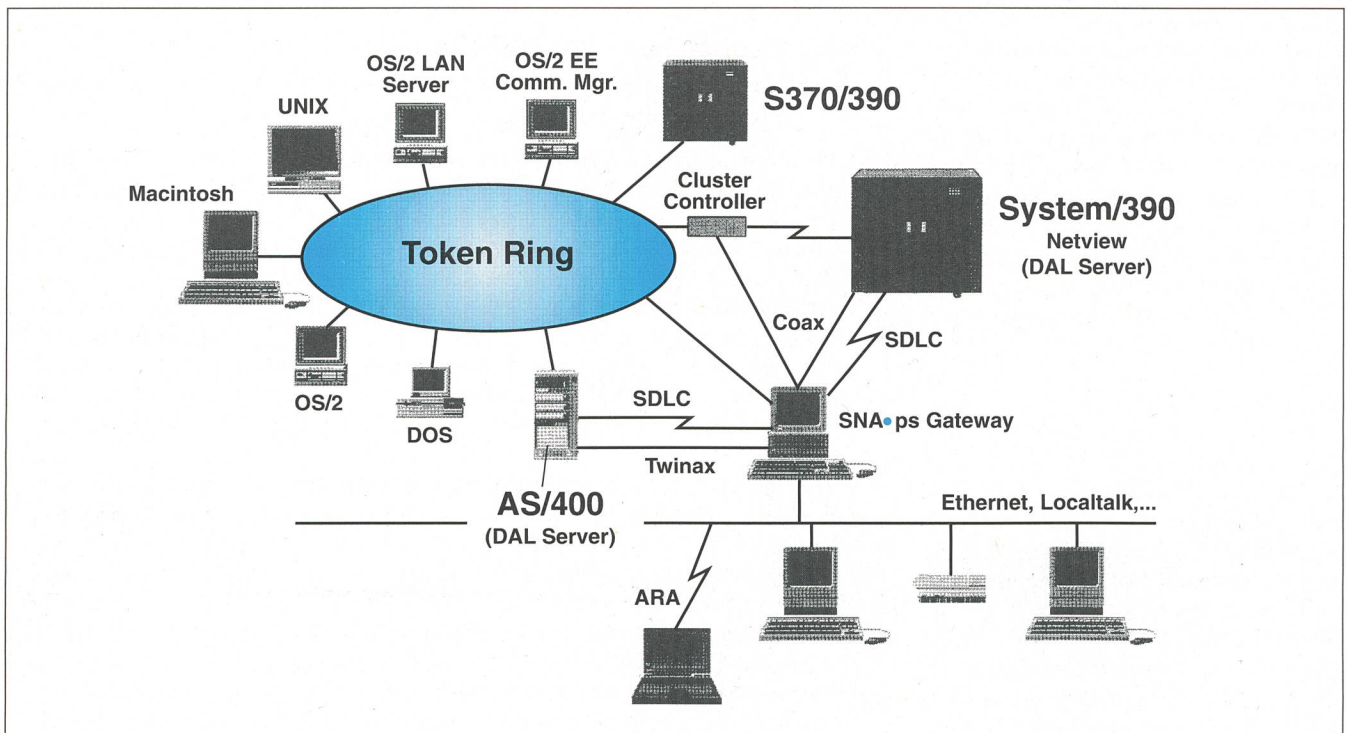 OS/2 LAN
Server
OS/2 EE
Comm. Mgr.
S370/390
UNIX
Macintosh
Cluster
Controller
System/390
Netview
(DAL Server)
Token Ring
Coax
SDLC
OS/2
DOS
SDLC
SNA•ps Gateway
Twinax
AS/400
(DAL Server)
Ethernet, Localtalk,...
ARA